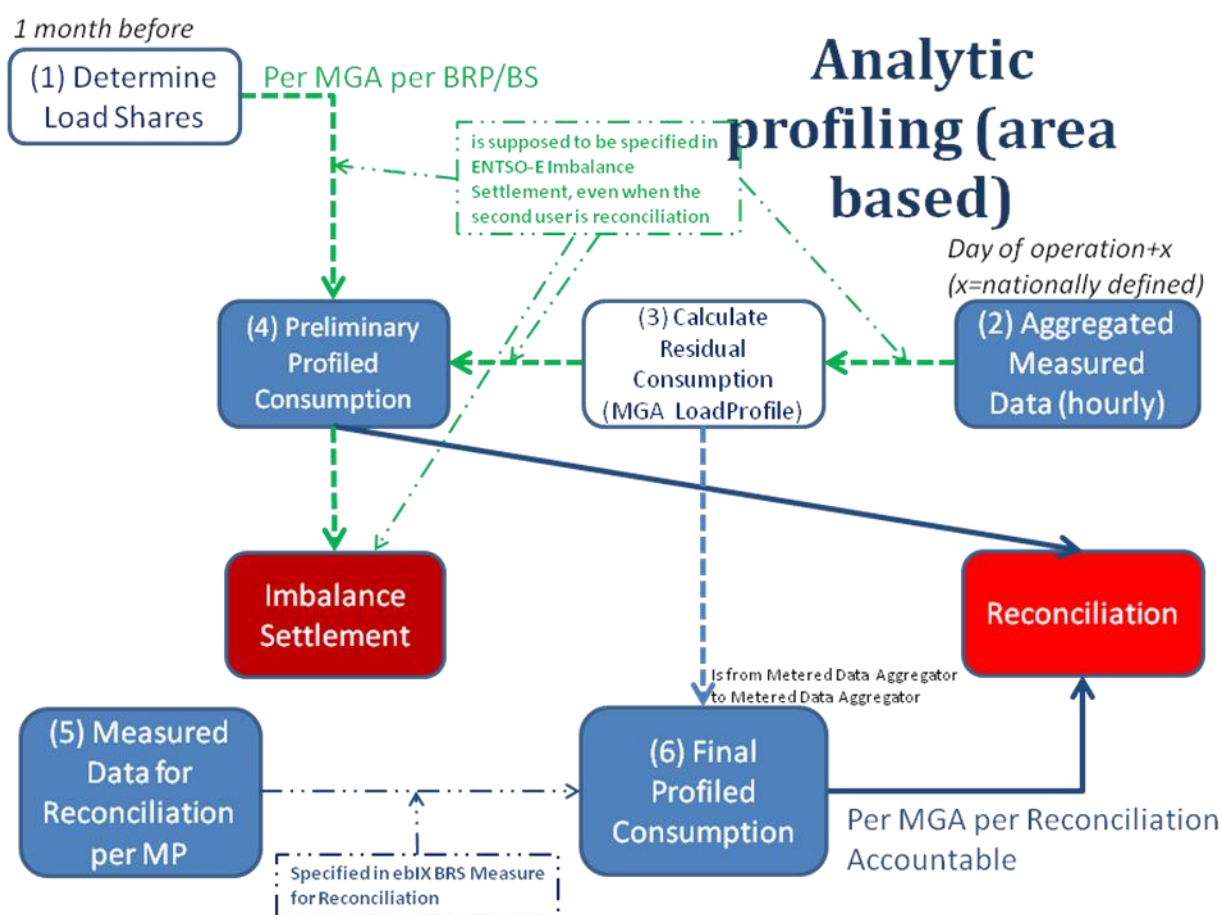 1 month before
(1) Determine
Load Shares
Per MGA per BRP/BS
Analytic
profiling (area
based)
is supposed to be specified in
ENTSO-E Imbalance
Settlement, even when the
second user is reconciliation
Day of operation+x
(x=nationally defined)
(4) Preliminary
Profiled
Consumption
(3) Calculate
Residual
Consumption
(MGA LoadProfile)
(2) Aggregated
Measured
Data (hourly)
Imbalance
Settlement
Reconciliation
Is from Metered Data Aggregator
to Metered Data Aggregator
(5) Measured
Data for
Reconciliation
per MP
(6) Final
Profiled
Consumption
Per MGA per Reconciliation
Accountable
Specified in ebIX BRS Measure
for Reconciliation